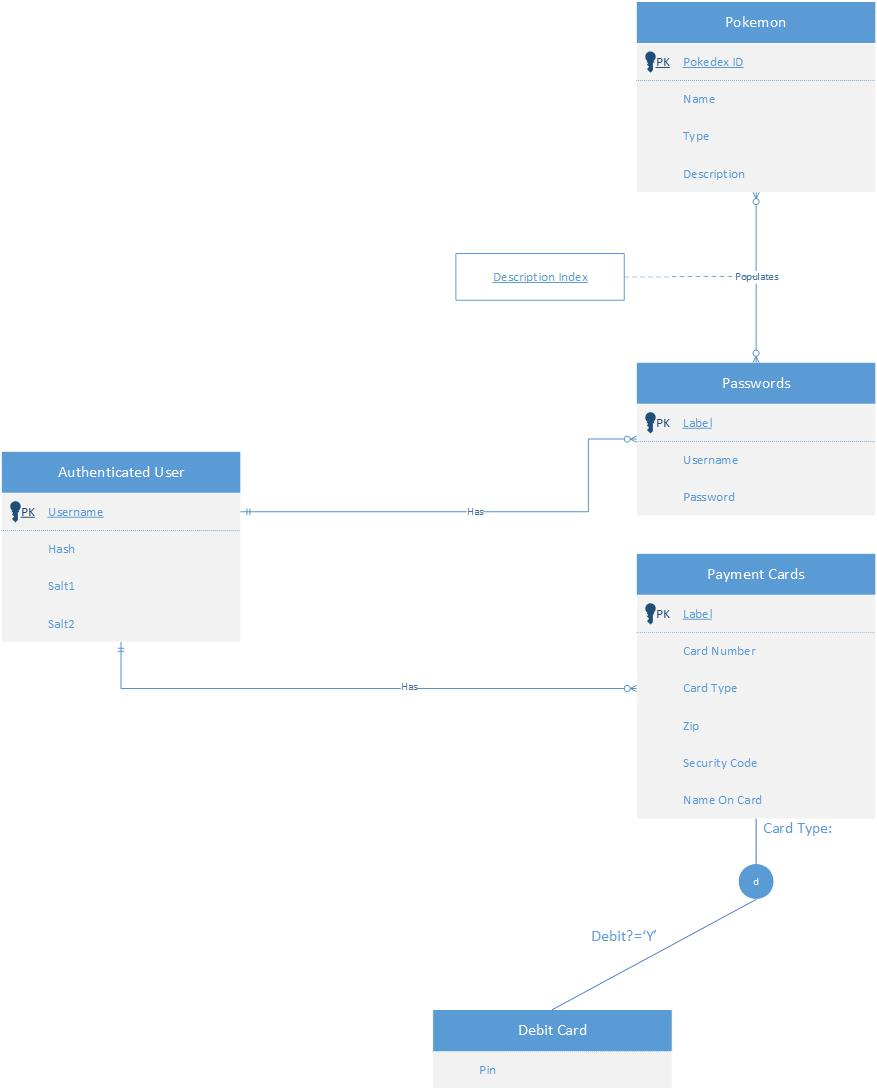 Pokemon
PK Pokedex ID
Name
Type
Description
Description Index
Populates
Passwords
PK Label
Username
Password
Authenticated User
PK Username
Hash
Salt1
Salt2
Has
Has
Payment Cards
PK Label
Card Number
Card Type
Zip
Security Code
Name On Card
Card Type:
d
Debit?=‘Y’
Debit Card
Pin